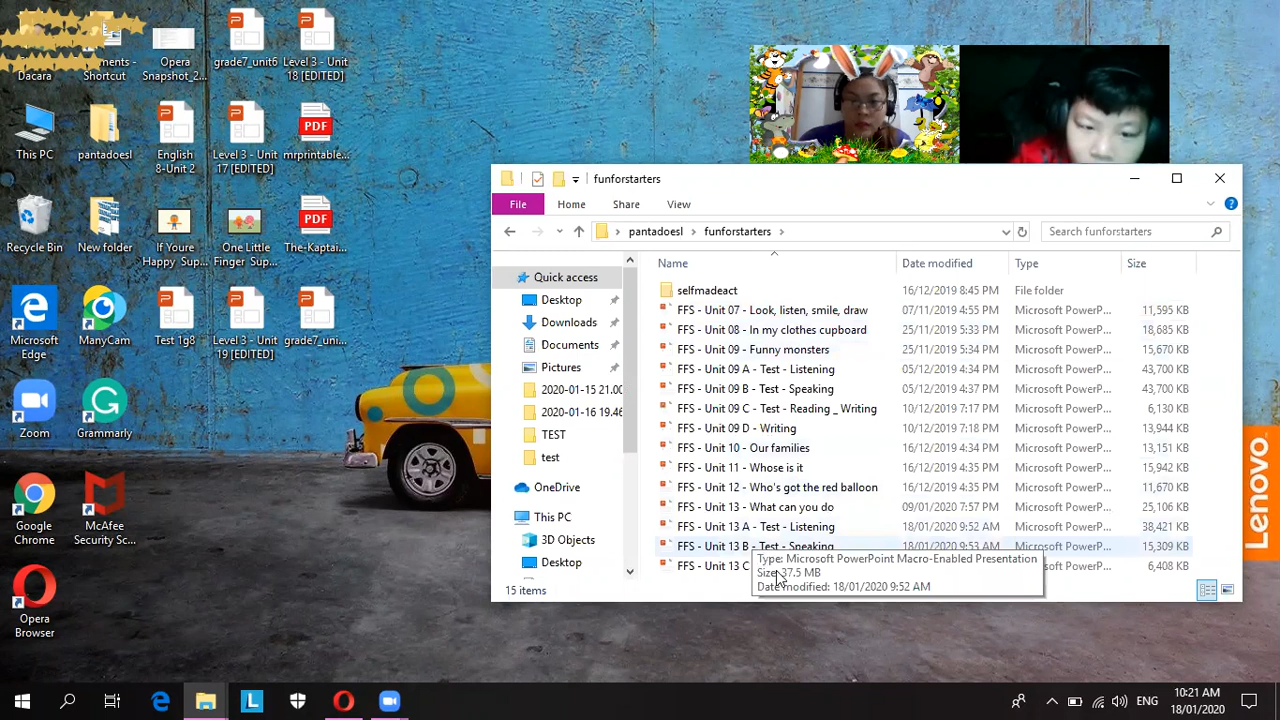 Dacara
ments -
Shortcut
Opera
Snapshot_2...
grade7_unit6
Level 3 - Unit
18 [EDITED]
This PC
pantadoesl
English
8-Unit 2
Level 3 - Unit
17 [EDITED]
PDF
mrprintable...
Recycle Bin
New folder
If Youre
Happy Sup...
One Little
Finger Sup...
PDF
The-Kaptai...
Microsoft
Edge
ManyCam
Test 1g8
Level 3 - Unit
19 [EDITED]
grade7_uni...
Zoom
Grammarly
Google
Chrome
McAfee
Security Sc...
Opera
Browser
funforstarters
File Home Share View
pantadoesl funforstarters Search funforstarters
Name Date modified Type Size
Quick access
Desktop
Downloads
Documents
Pictures
2020-01-15 21.00
2020-01-16 19.46
TEST
test
OneDrive
This PC
3D Objects
Desktop
selfmadeact 16/12/2019 8:45 PM File folder
FFS - Unit 07 - Look, listen, smile, draw 07/11/2019 4:55 PM Microsoft PowerP... 11,595 KB
FFS - Unit 08 - In my clothes cupboard 25/11/2019 5:33 PM Microsoft PowerP... 18,685 KB
FFS - Unit 09 - Funny monsters 25/11/2019 5:34 PM Microsoft PowerP... 15,670 KB
FFS - Unit 09 A - Test - Listening 05/12/2019 4:37 PM Microsoft PowerP... 43,700 KB
FFS - Unit 09 B - Test - Speaking 05/12/2019 4:37 PM Microsoft PowerP... 43,700 KB
FFS - Unit 09 C - Test - Reading _ Writing 10/12/2019 7:17 PM Microsoft PowerP... 6,130 KB
FFS - Unit 09 D - Writing 10/12/2019 7:18 PM Microsoft PowerP... 13,944 KB
FFS - Unit 10 - Our families 16/12/2019 4:34 PM Microsoft PowerP... 13,151 KB
FFS - Unit 11 - Whose is it 16/12/2019 4:35 PM Microsoft PowerP... 15,942 KB
FFS - Unit 12 - Who's got the red balloon 16/12/2019 4:35 PM Microsoft PowerP... 11,670 KB
FFS - Unit 13 - What can you do 09/01/2020 7:57 PM Microsoft PowerP... 25,106 KB
FFS - Unit 13 A - Test - Listening 18/01/2020 9:52 AM Microsoft PowerP... 38,421 KB
FFS - Unit 13 B - Test - Speaking 18/01/2020 9:53 AM Microsoft PowerP... 15,309 KB
FFS - Unit 13 C Microsoft PowerP... 6,408 KB
Type: Microsoft PowerPoint Macro-Enabled Presentation
Size: 37.5 MB
Date modified: 18/01/2020 9:52 AM
15 items
Lenovo
ENG
10:21 AM
18/01/2020